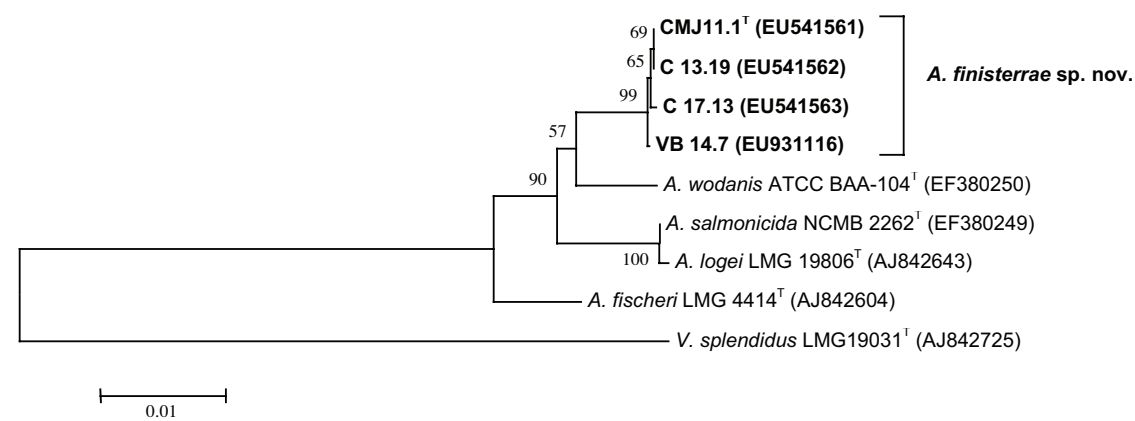 69
CMJ11.1ᵀ (EU541561)
65
C 13.19 (EU541562)
A. finisterrae sp. nov.
99
C 17.13 (EU541563)
57
VB 14.7 (EU931116)
90
A. wodanis ATCC BAA-104ᵀ (EF380250)
A. salmonicida NCMB 2262ᵀ (EF380249)
100
A. logei LMG 19806ᵀ (AJ842643)
A. fischeri LMG 4414ᵀ (AJ842604)
V. splendidus LMG19031ᵀ (AJ842725)
0.01